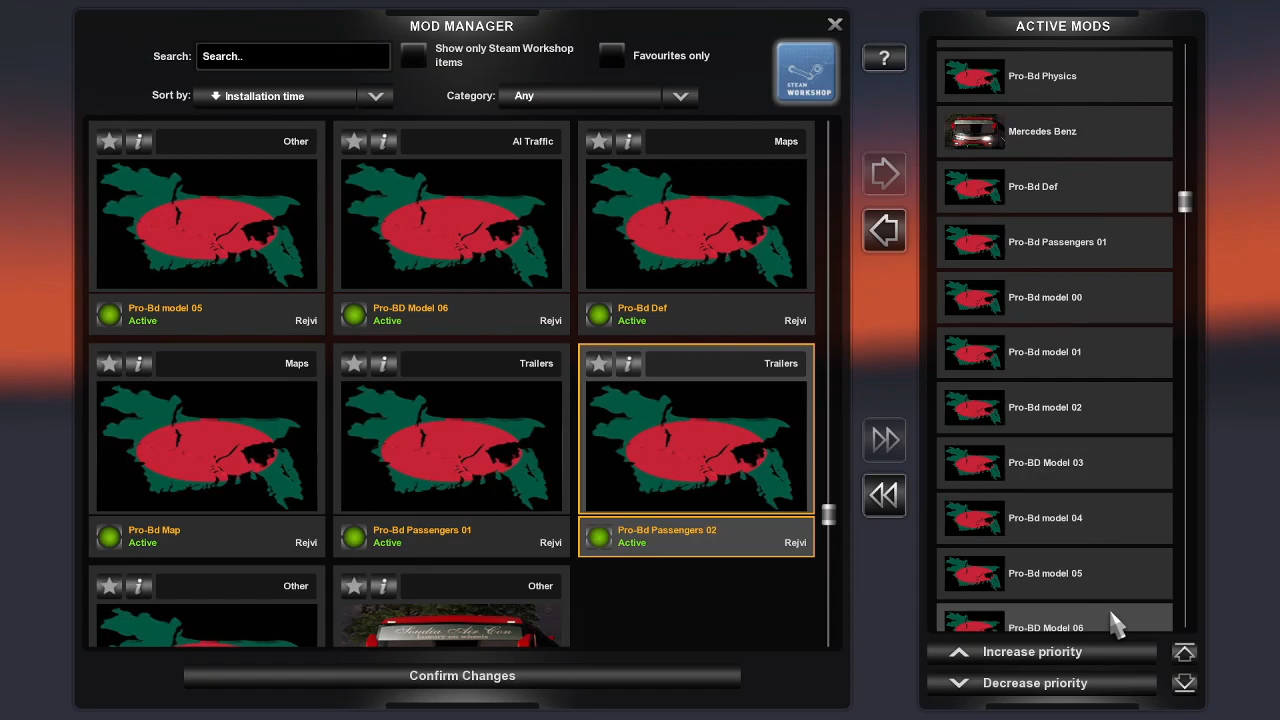 MOD MANAGER
Search:
Search..
Show only Steam Workshop
items
Favourites only
STEAM
WORKSHOP
Sort by:
Installation time
Category:
Any
Other
AI Traffic
Maps
Pro-Bd model 05
Active
Rejvi
Pro-BD Model 06
Active
Rejvi
Pro-Bd Def
Active
Rejvi
Maps
Trailers
Trailers
Pro-Bd Map
Active
Rejvi
Pro-Bd Passengers 01
Active
Rejvi
Pro-Bd Passengers 02
Active
Rejvi
Other
Other
Confirm Changes
?
ACTIVE MODS
Pro-Bd Physics
Mercedes Benz
Pro-Bd Def
Pro-Bd Passengers 01
Pro-Bd model 00
Pro-Bd model 01
Pro-Bd model 02
Pro-BD Model 03
Pro-Bd model 04
Pro-Bd model 05
Pro-BD Model 06
Increase priority
Decrease priority